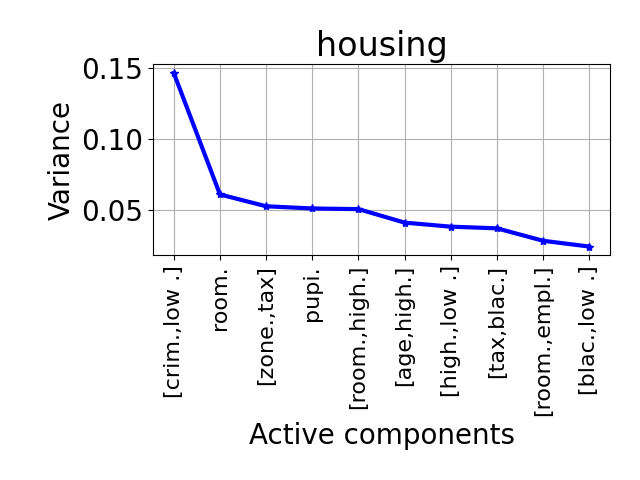 housing
Variance
0.15
0.10
0.05
[crim.,low .]
room.
[zone.,tax]
pupi.
[room.,high.]
[age,high.]
[high.,low .]
[tax,blac.]
[room.,empl.]
[blac.,low .]
Active components